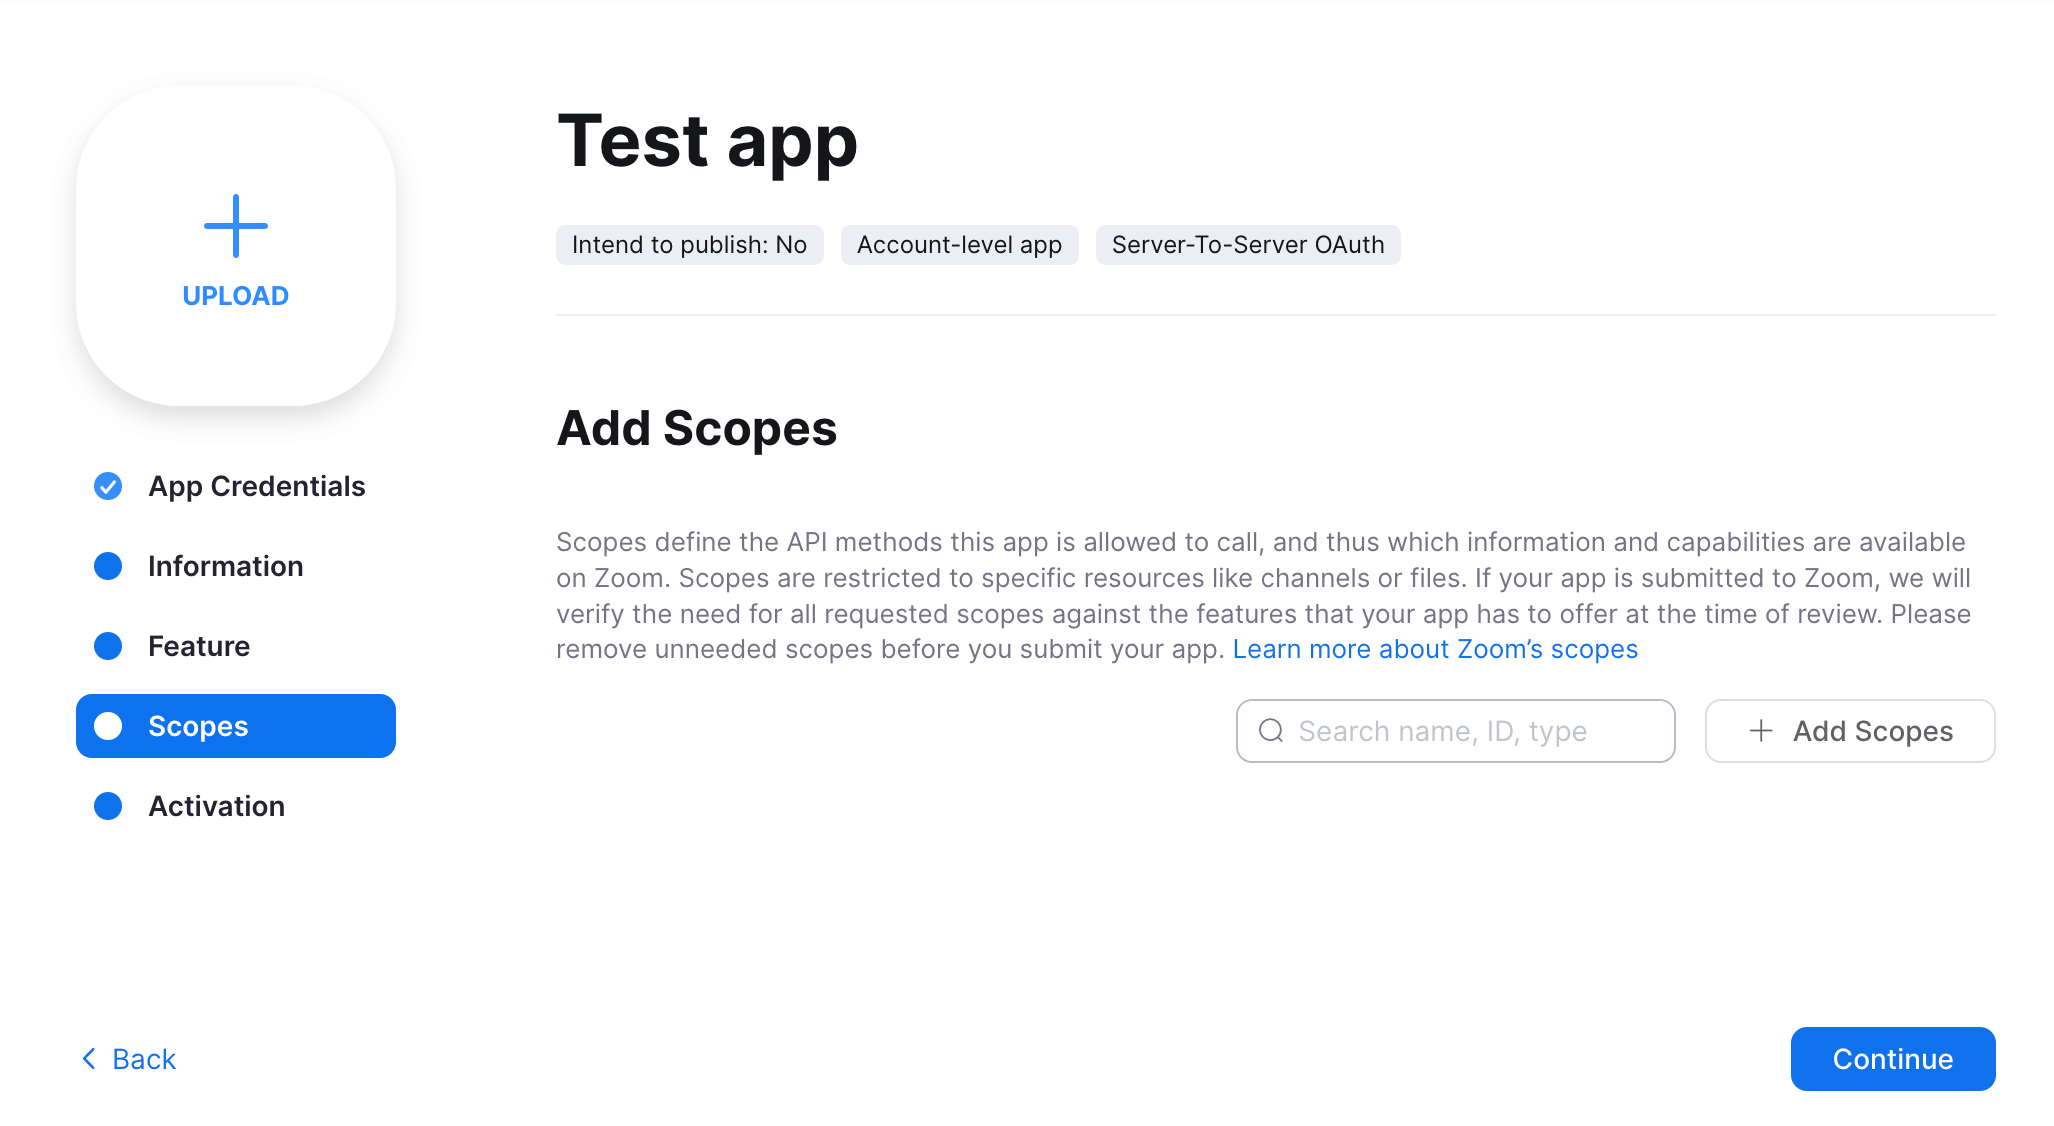 UPLOAD
App Credentials
Information
Feature
Scopes
Activation
Back
Test app
Intend to publish: No
Account-level app
Server-To-Server OAuth
Add Scopes
Scopes define the API methods this app is allowed to call, and thus which information and capabilities are available
on Zoom. Scopes are restricted to specific resources like channels or files. If your app is submitted to Zoom, we will
verify the need for all requested scopes against the features that your app has to offer at the time of review. Please
remove unneeded scopes before you submit your app. Learn more about Zoom’s scopes
Search name, ID, type
Add Scopes
Continue